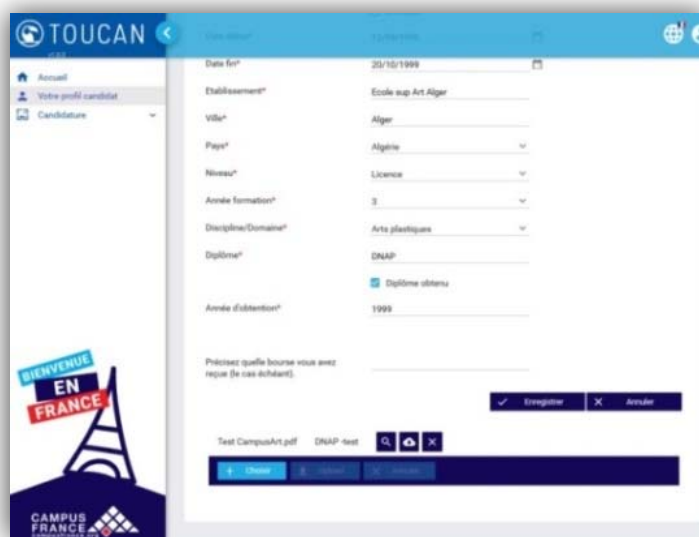 TOUCAN
Date fin* 20/10/1999
Accueil
Etablissement* Ecole sup Art Alger
Votre profil candidat
Candidature
Ville* Alger
Pays* Algérie
Niveau* Licence
Année formation* 3
Discipline/Domaine* Arts plastiques
Diplôme* DNAP
Diplôme obtenu
Année d'obtention* 1999
Précisez quelle bourse vous avez
reçue (le cas échéant).
Enregistrer Annuler
Test CampusArt.pdf DNAP -test
Choisir Upload Annuler
BIENVENUE
EN
FRANCE
CAMPUS
FRANCE